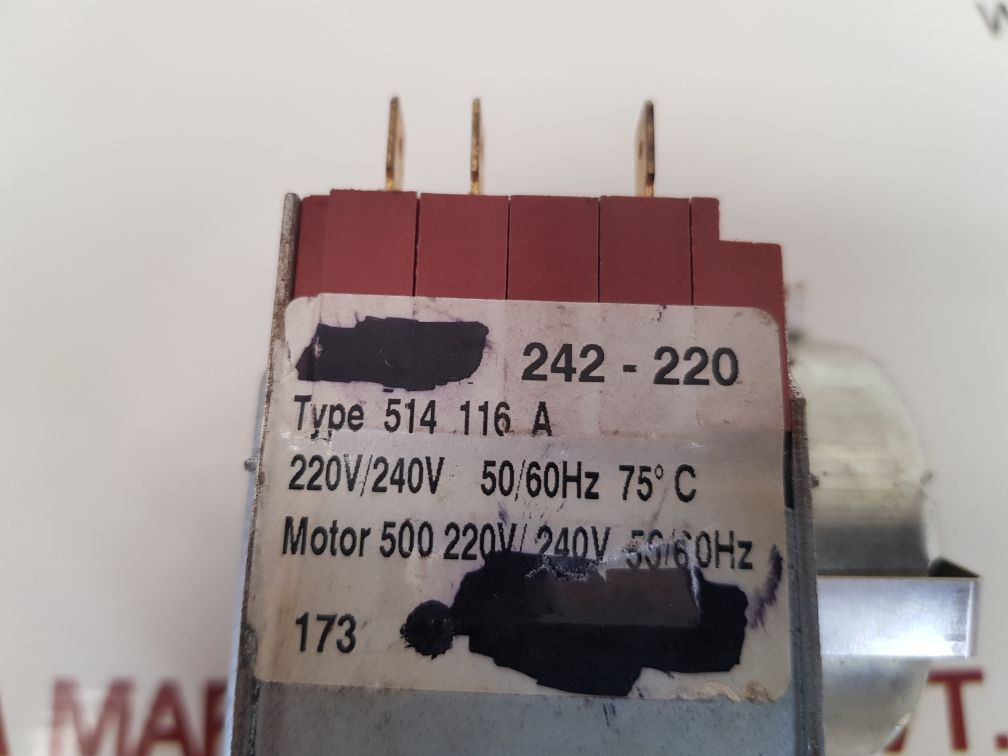 242 - 220
Type 514 116 A
220V/240V 50/60Hz 75° C
Motor 500 220V/ 240V 50/60Hz
173